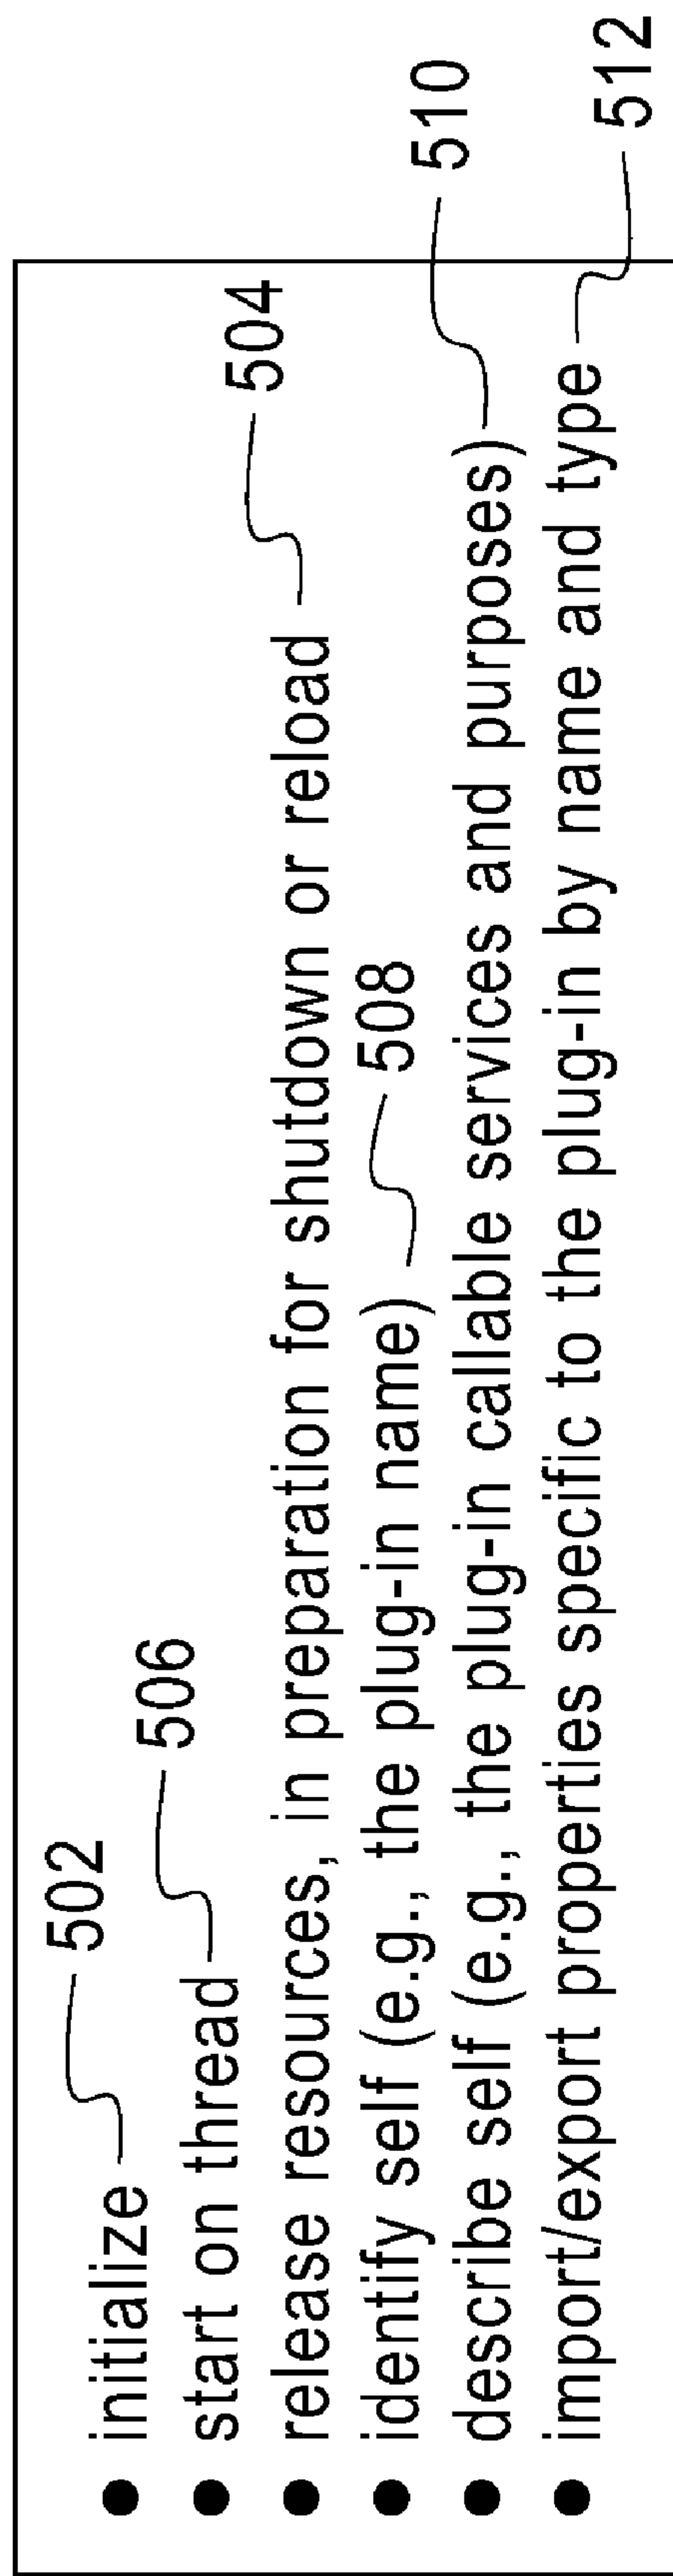 ● initialize 502
● start on thread 506
● release resources, in preparation for shutdown or reload 504
● identify self (e.g., the plug-in name) 508
● describe self (e.g., the plug-in callable services and purposes) 510
● import/export properties specific to the plug-in by name and type 512